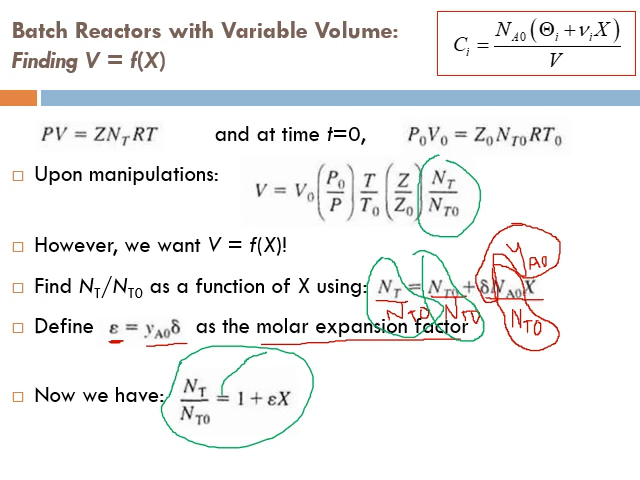 Batch Reactors with Variable Volume:
Finding V = f(X)
C_i = N_A0 (Θ_i + ν_i X) / V
PV = ZN_T RT and at time t=0, P_0V_0 = Z_0N_T0RT_0
Upon manipulations: V = V_0 (P_0/P) T/T_0 (Z/Z_0) N_T/N_T0
However, we want V = f(X)!
y_A0
Find N_T/N_T0 as a function of X using: N_T = N_T0 + δN_A0X
N_T0 N_T0 N_T0
Define ε = y_A0δ as the molar expansion factor
Now we have: N_T/N_T0 = 1 + εX